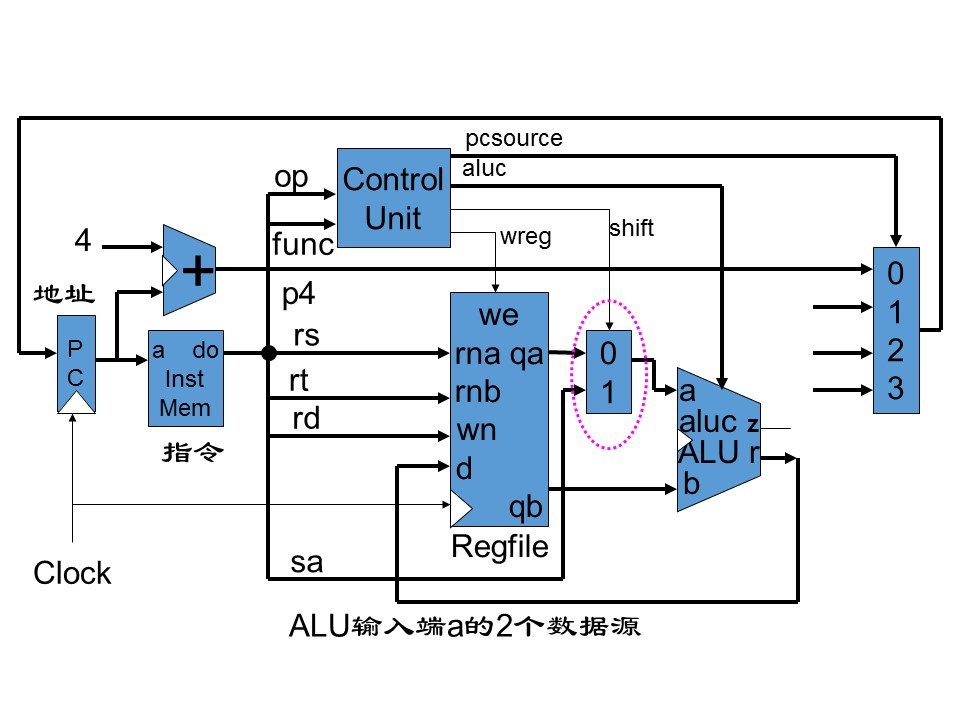 pcsource
aluc
op
Control
Unit
func
wreg
shift
4
+
地址
p4
P
C
a do
Inst
Mem
指令
rs
rt
rd
we
rna qa
rnb
wn
d
qb
Regfile
0
1
a
aluc z
ALU r
b
0
1
2
3
sa
Clock
ALU输入端a的2个数据源